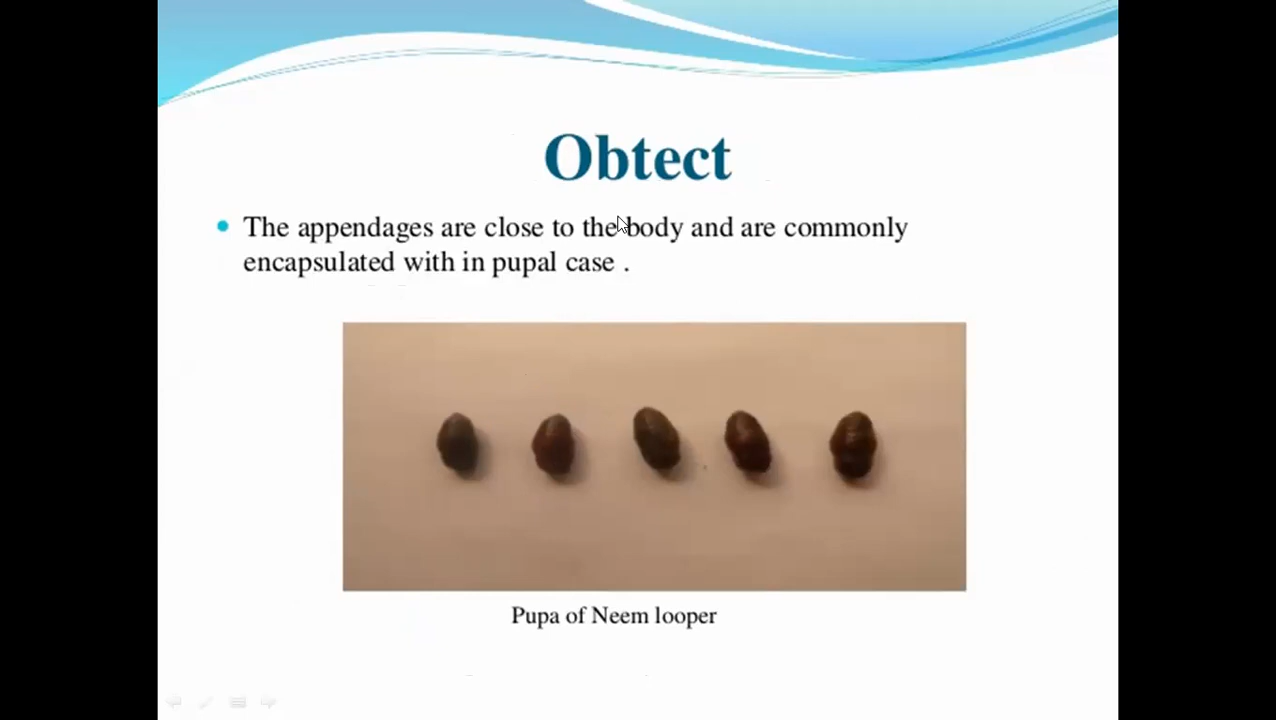 Obtect
The appendages are close to the body and are commonly
encapsulated with in pupal case .
Pupa of Neem looper